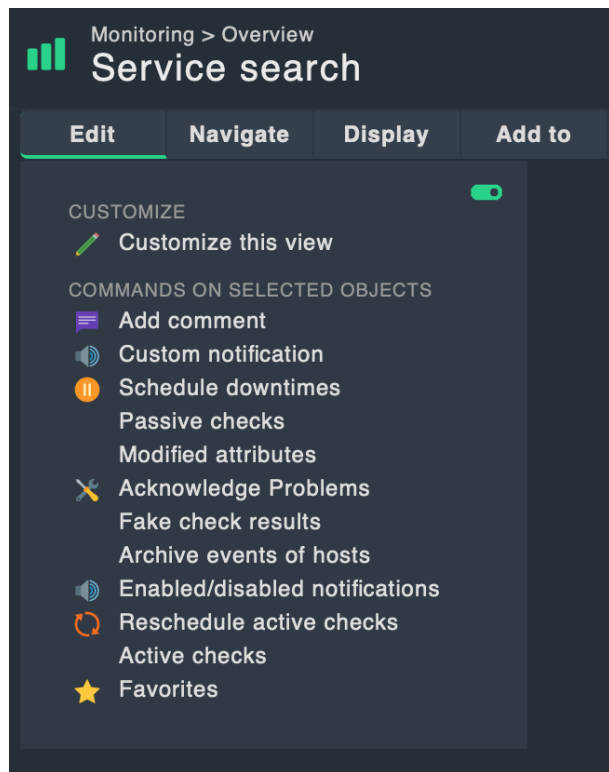 Monitoring > Overview
Service search
Edit Navigate Display Add to
CUSTOMIZE
Customize this view
COMMANDS ON SELECTED OBJECTS
Add comment
Custom notification
Schedule downtimes
Passive checks
Modified attributes
Acknowledge Problems
Fake check results
Archive events of hosts
Enabled/disabled notifications
Reschedule active checks
Active checks
Favorites